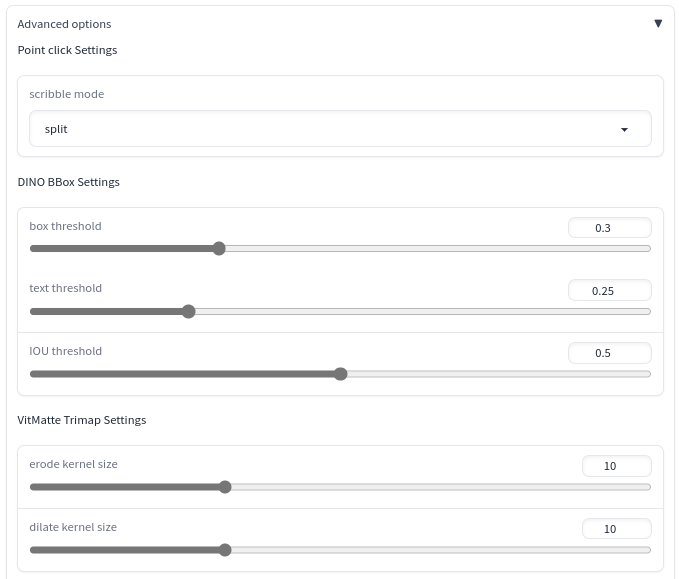 Advanced options
Point click Settings
scribble mode
split
DINO BBox Settings
box threshold
0.3
text threshold
0.25
IOU threshold
0.5
VitMatte Trimap Settings
erode kernel size
10
dilate kernel size
10